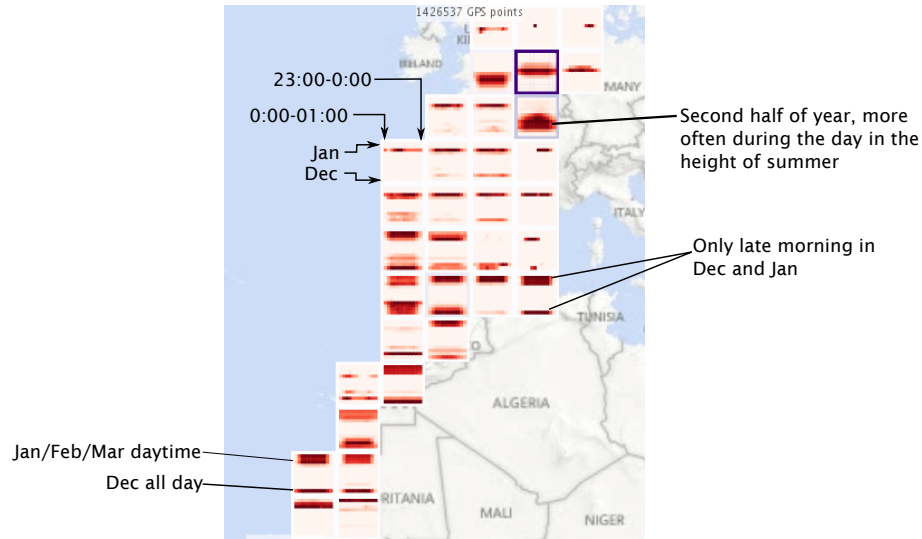 1426537 GPS points
IRELAND
MANY
23:00-0:00
0:00-01:00
Second half of year, more
often during the day in the
height of summer
Jan
Dec
ITALY
Only late morning in
Dec and Jan
TUNISIA
O
ALGERIA
Jan/Feb/Mar daytime
Dec all day
RITANIA
MALI
NIGER